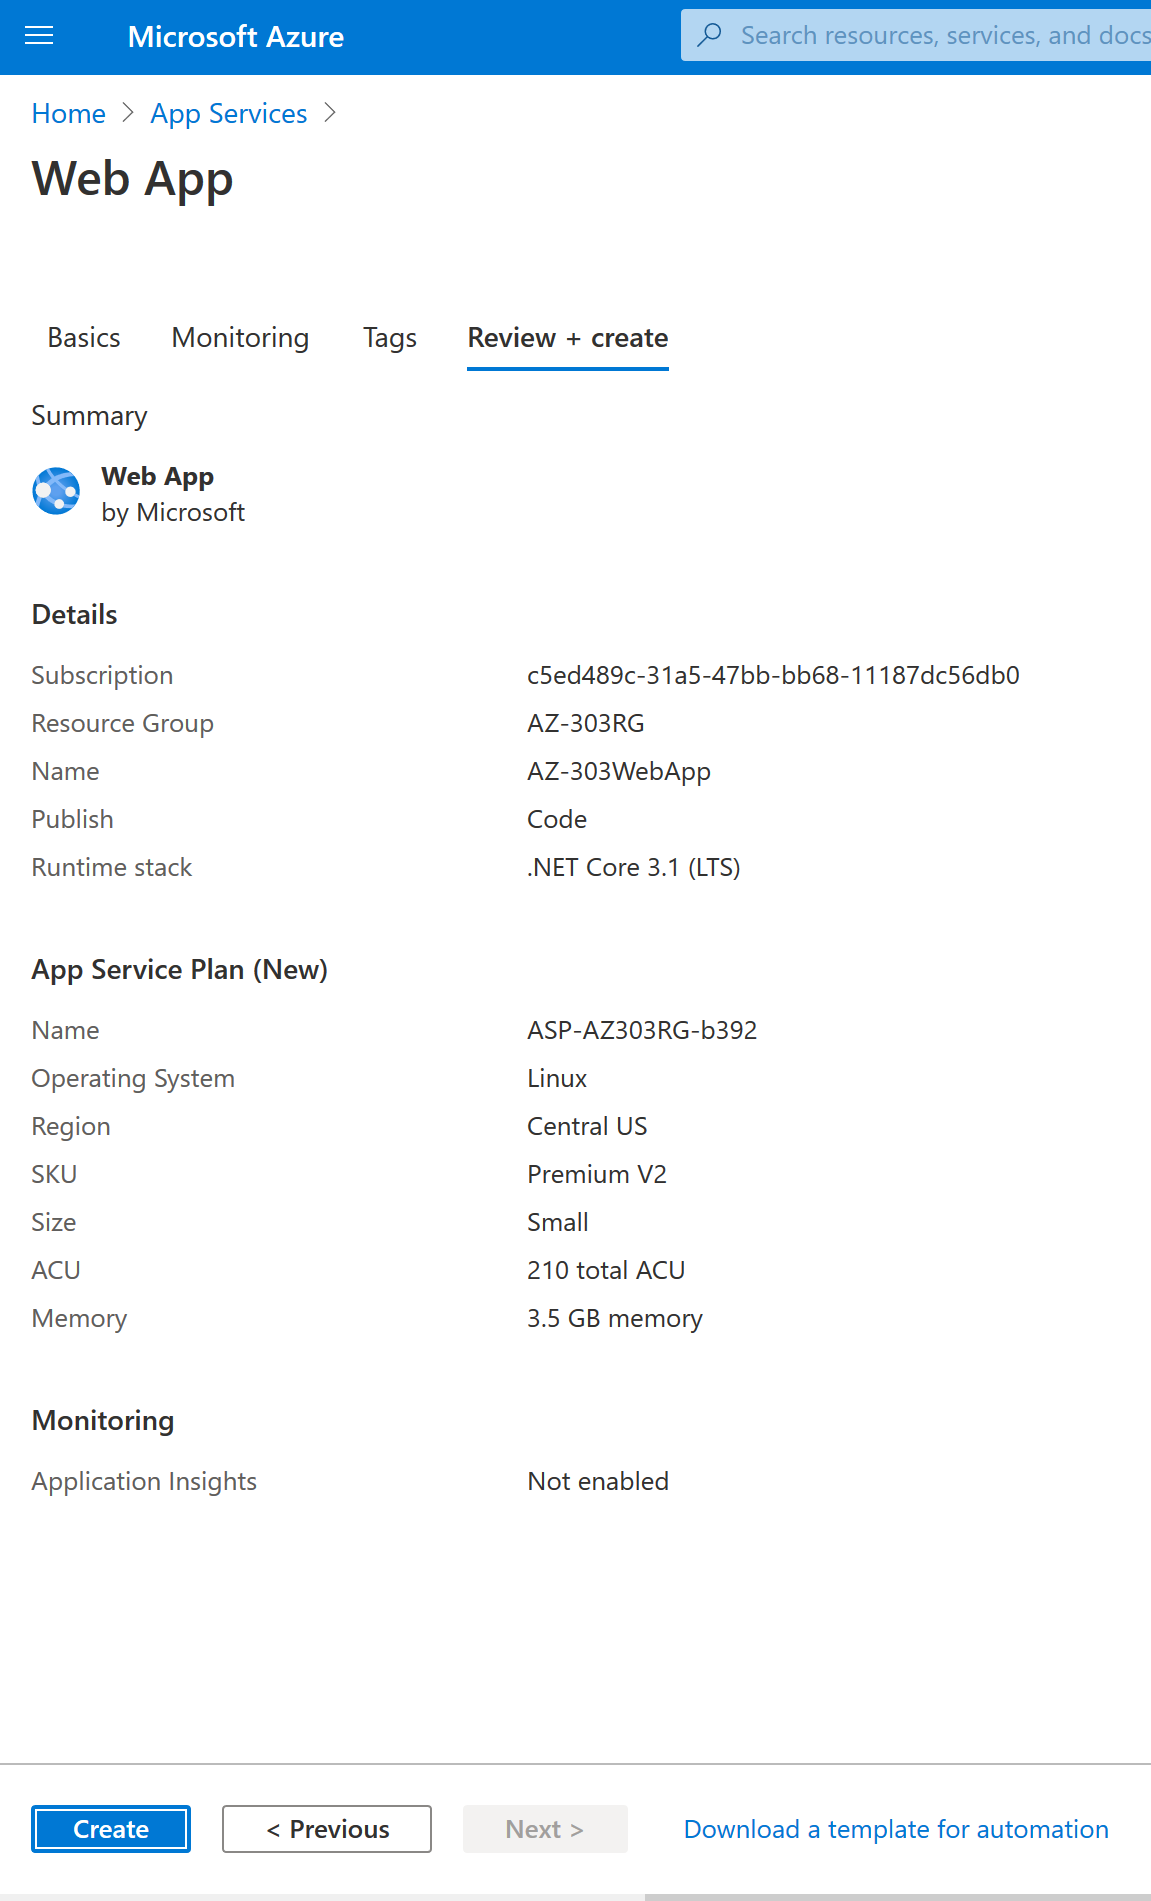 Microsoft Azure
Search resources, services, and docs
Home > App Services >
Web App
Basics Monitoring Tags Review + create
Summary
Web App
by Microsoft
Details
Subscription c5ed489c-31a5-47bb-bb68-11187dc56db0
Resource Group AZ-303RG
Name AZ-303WebApp
Publish Code
Runtime stack .NET Core 3.1 (LTS)
App Service Plan (New)
Name ASP-AZ303RG-b392
Operating System Linux
Region Central US
SKU Premium V2
Size Small
ACU 210 total ACU
Memory 3.5 GB memory
Monitoring
Application Insights Not enabled
Create < Previous Next > Download a template for automation